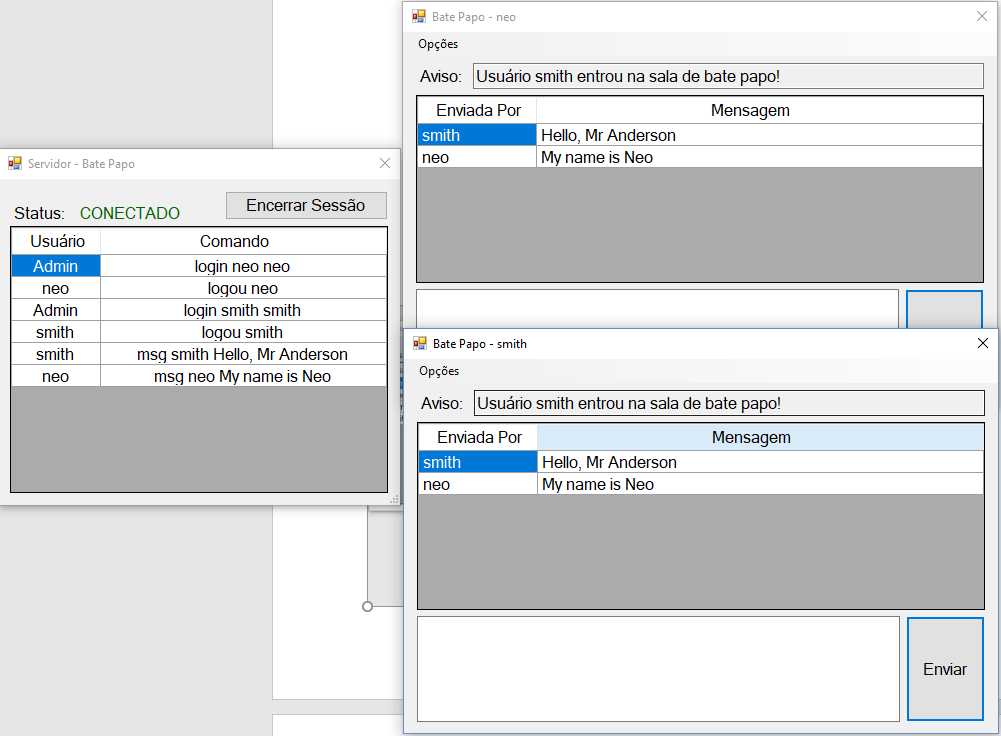 Bate Papo - neo
Opções
Aviso: Usuário smith entrou na sala de bate papo!
Enviada Por Mensagem
smith Hello, Mr Anderson
neo My name is Neo
Servidor - Bate Papo
Status: CONECTADO Encerrar Sessão
Usuário Comando
Admin login neo neo
neo logou neo
Admin login smith smith
smith logou smith
smith msg smith Hello, Mr Anderson
neo msg neo My name is Neo
Bate Papo - smith
Opções
Aviso: Usuário smith entrou na sala de bate papo!
Enviada Por Mensagem
smith Hello, Mr Anderson
neo My name is Neo
Enviar